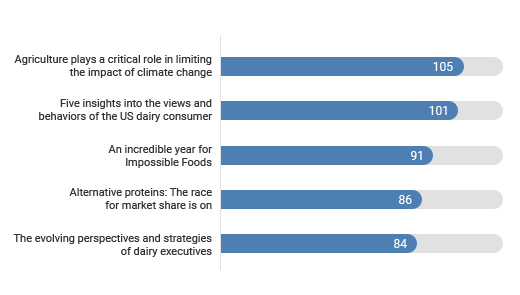 Agriculture plays a critical role in limiting
the impact of climate change
105
Five insights into the views and
behaviors of the US dairy consumer
101
An incredible year for
Impossible Foods
91
Alternative proteins: The race
for market share is on
86
The evolving perspectives and strategies
of dairy executives
84